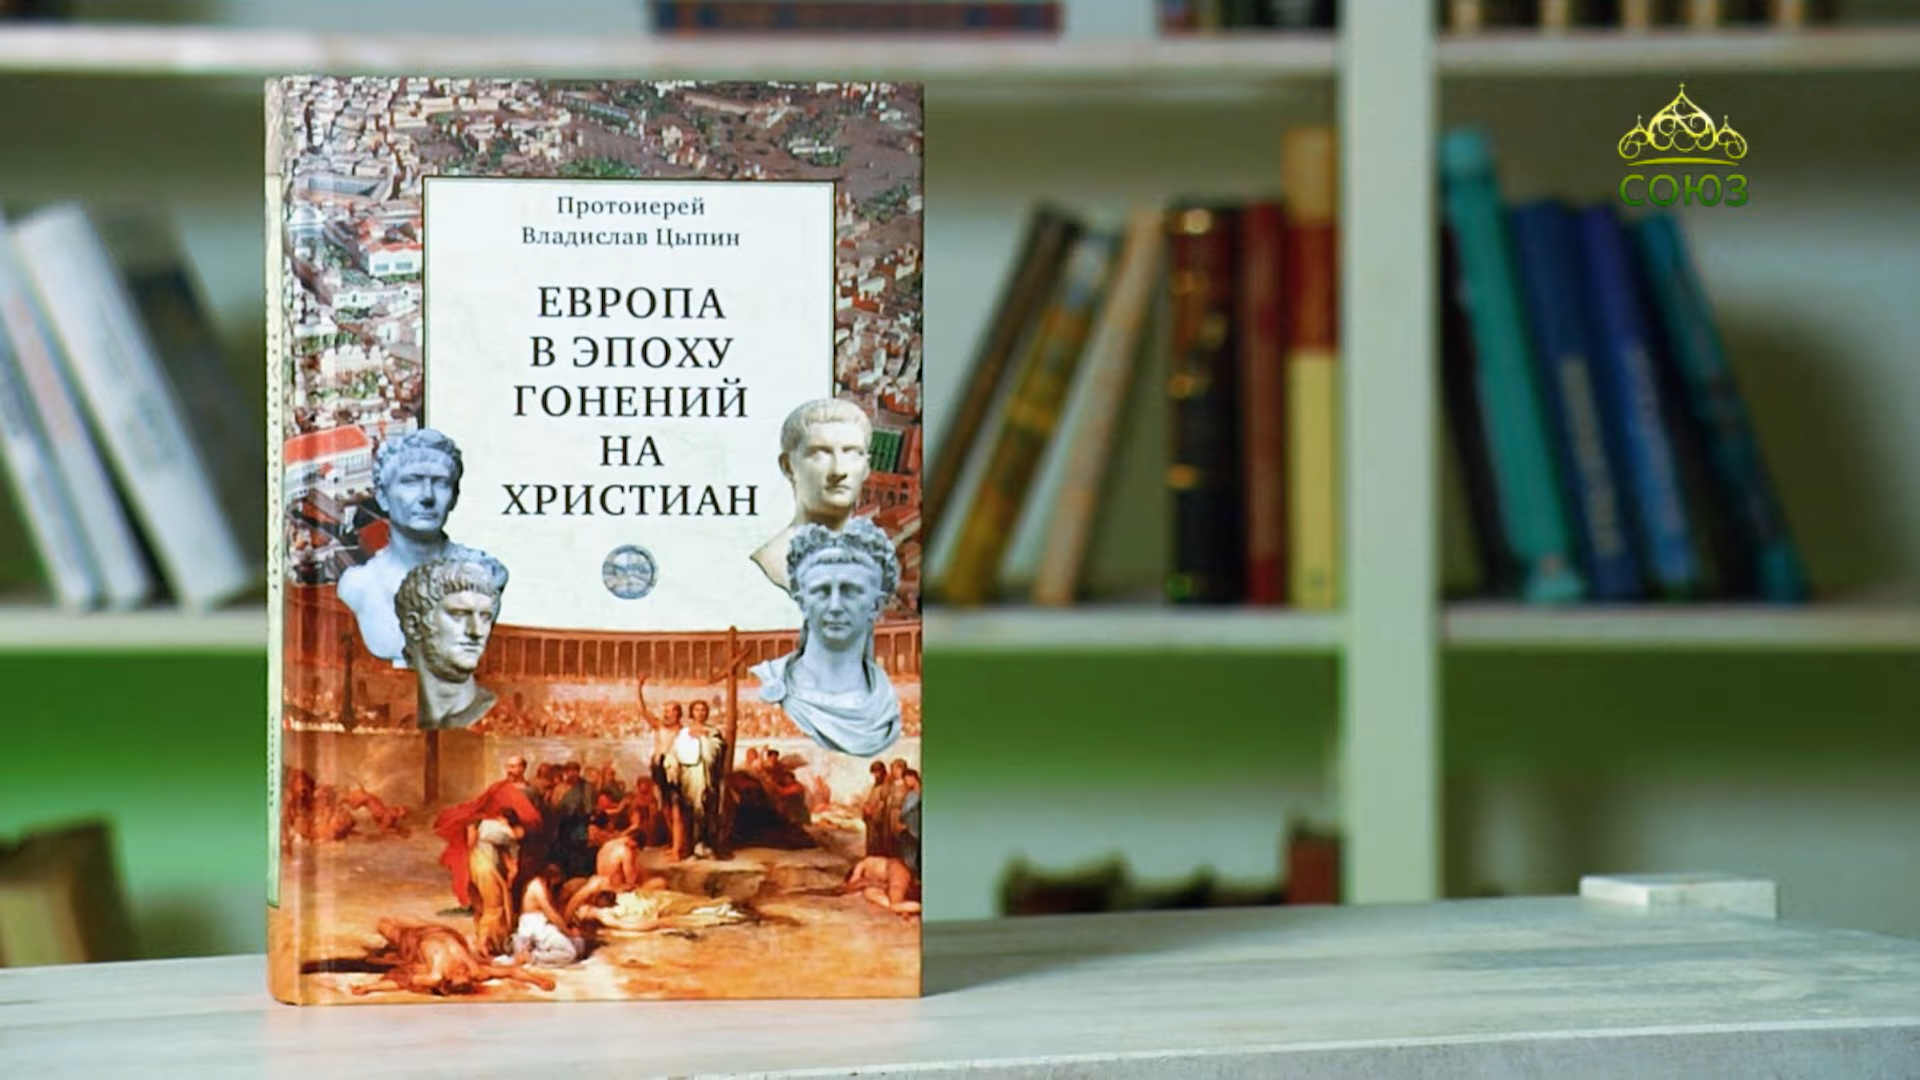 Протоиерей
Владислав Цыпин
ЕВРОПА
В ЭПОХУ
ГОНЕНИЙ
НА
ХРИСТИАН
СОЮЗ